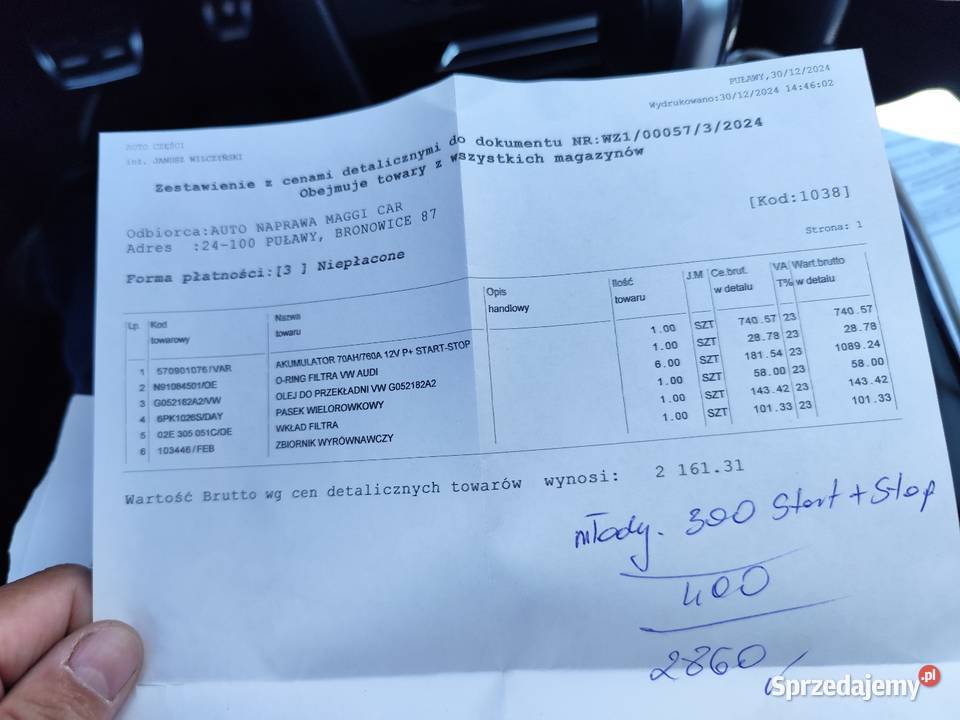 PUŁAWY,30/12/2024
Wydrukowano:30/12/2024 14:46:02
AUTO CZĘŚCI
inż. JANUSZ WILCZYŃSKI
Zestawienie z cenami detalicznymi do dokumentu NR:WZ1/00057/3/2024
Obejmuje towary z wszystkich magazynów
[Kod:1038]
Odbiorca:AUTO NAPRAWA MAGGI CAR
Adres :24-100 PUŁAWY, BRONOWICE 87
Strona: 1
Forma płatności:[3 ] Niepłacone
Lp. Kod towarowy Nazwa towaru Opis handlowy Ilość towaru J.M Ce.brut. w detalu VA T% Wart.brutto w detalu
1 570901076/VAR AKUMULATOR 70AH/760A 12V P+ START-STOP 1.00 SZT 740.57 23 740.57
2 N91084501/OE O-RING FILTRA VW AUDI 1.00 SZT 28.78 23 28.78
3 G052182A2/VW OLEJ DO PRZEKŁADNI VW G052182A2 6.00 SZT 181.54 23 1089.24
4 6PK1026S/DAY PASEK WIELOROWKOWY 1.00 SZT 58.00 23 58.00
5 02E 305 051C/OE WKŁAD FILTRA 1.00 SZT 143.42 23 143.42
6 103446/FEB ZBIORNIK WYRÓWNAWCZY 1.00 SZT 101.33 23 101.33
Wartość Brutto wg cen detalicznych towarów wynosi: 2 161.31
młody. 300 Start + Stop
400
2860
Sprzedajemy.pl